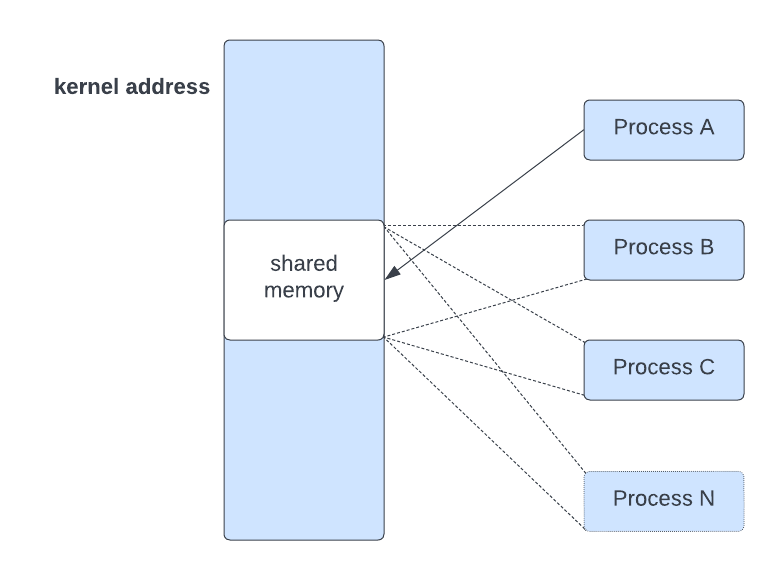 kernel address
shared
memory
Process A
Process B
Process C
Process N